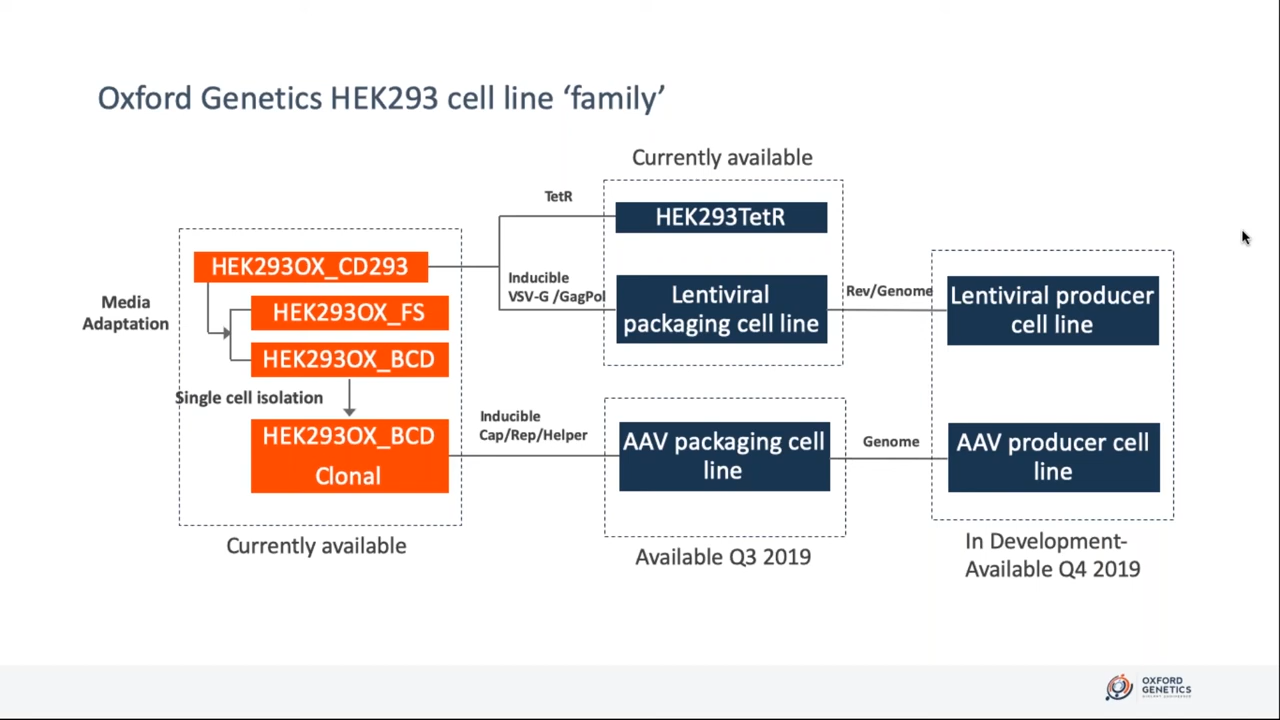 Oxford Genetics HEK293 cell line ‘family’
Currently available
TetR
HEK293TetR
HEK293OX_CD293
Inducible
VSV-G /GagPol
Lentiviral
packaging cell line
Rev/Genome
Lentiviral producer
cell line
Media
Adaptation
HEK293OX_FS
HEK293OX_BCD
Single cell isolation
HEK293OX_BCD
Clonal
Inducible
Cap/Rep/Helper
AAV packaging cell
line
Genome
AAV producer cell
line
Currently available
Available Q3 2019
In Development-
Available Q4 2019
OXFORD
GENETICS